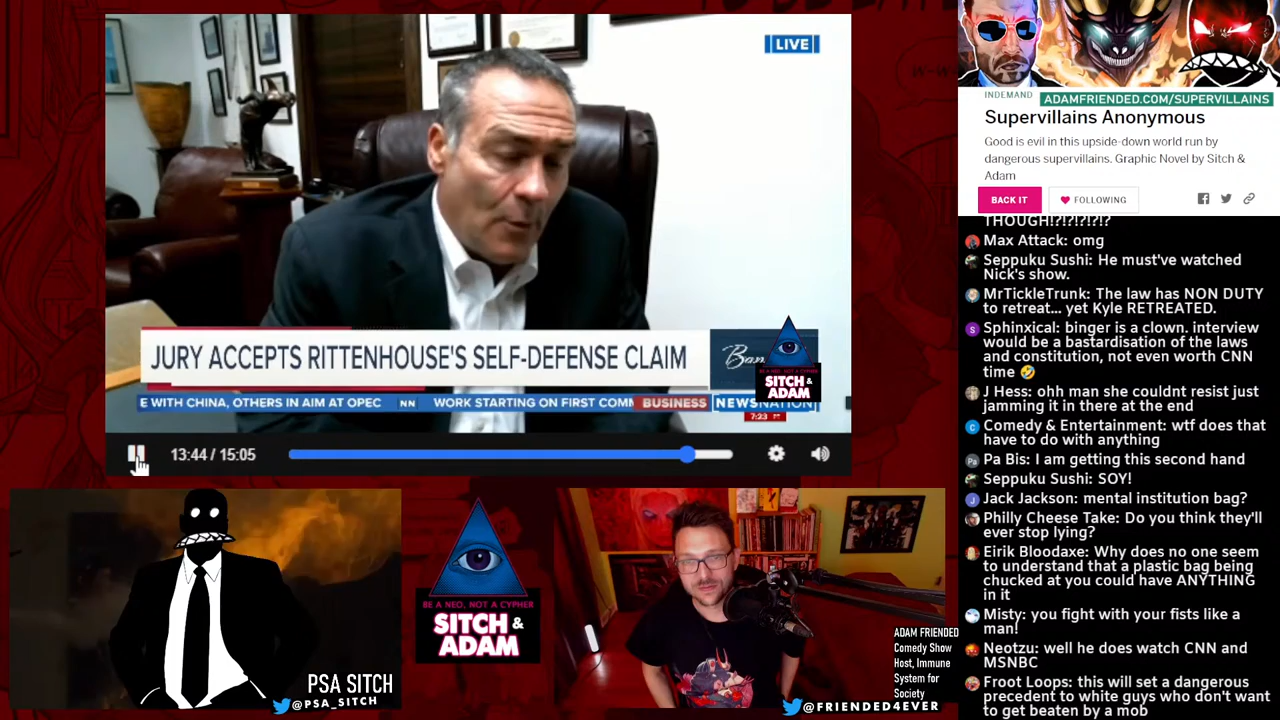 LIVE
JURY ACCEPTS RITTENHOUSE'S SELF-DEFENSE CLAIM
Ban
BE A NEO, NOT A CYPHER
SITCH &
ADAM
E WITH CHINA, OTHERS IN AIM AT OPEC NN WORK STARTING ON FIRST COMM BUSINESS NEWSNATION
7:23 PT
13:44 / 15:05
PSA SITCH
@PSA_SITCH
BE A NEO, NOT A CYPHER
SITCH &
ADAM
ADAM FRIENDED
Comedy Show
Host, Immune
System for
Society
@FRIENDED4EVER
INDEMAND
ADAMFRIENDED.COM/SUPERVILLAINS
Supervillains Anonymous
Good is evil in this upside-down world run by
dangerous supervillains. Graphic Novel by Sitch &
Adam
BACK IT
FOLLOWING
THOUGH!?!?!?!?!?
Max Attack: omg
Seppuku Sushi: He must've watched
Nick's show.
MrTickleTrunk: The law has NON DUTY
to retreat... yet Kyle RETREATED.
Sphinxical: binger is a clown. interview
would be a bastardisation of the laws
and constitution, not even worth CNN
time 🤣
J Hess: ohh man she couldnt resist just
jamming it in there at the end
Comedy & Entertainment: wtf does that
have to do with anything
Pa Bis: I am getting this second hand
Seppuku Sushi: SOY!
Jack Jackson: mental institution bag?
Philly Cheese Take: Do you think they'll
ever stop lying?
Eirik Bloodaxe: Why does no one seem
to understand that a plastic bag being
chucked at you could have ANYTHING
in it
Misty: you fight with your fists like a
man!
Neotzu: well he does watch CNN and
MSNBC
Froot Loops: this will set a dangerous
precedent to white guys who don't want
to get beaten by a mob